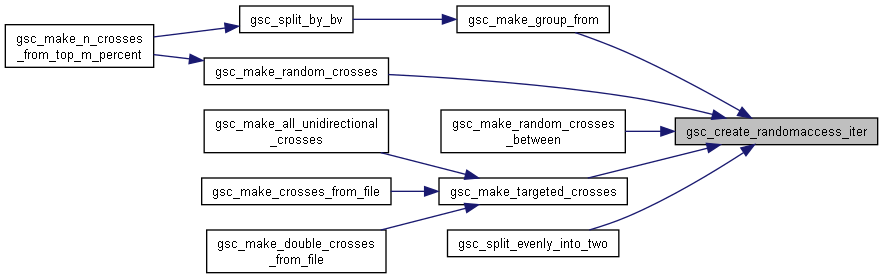 gsc_split_by_bv
gsc_make_group_from
gsc_make_n_crosses
_from_top_m_percent
gsc_make_random_crosses
gsc_make_all_unidirectional
_crosses
gsc_make_random_crosses
_between
gsc_create_randomaccess_iter
gsc_make_crosses_from_file
gsc_make_targeted_crosses
gsc_make_double_crosses
_from_file
gsc_split_evenly_into_two